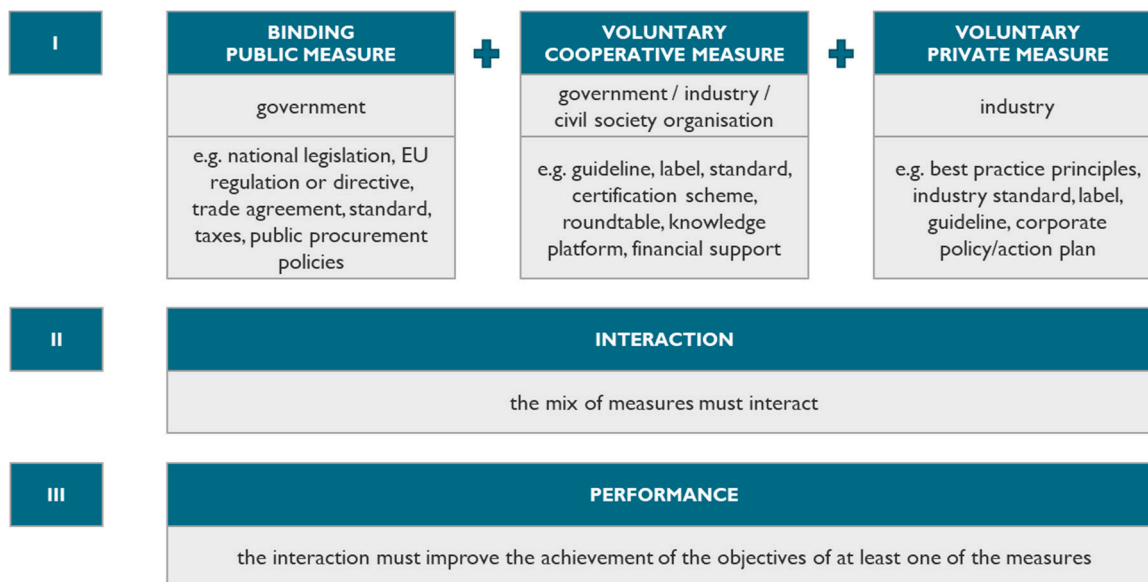 I
BINDING
PUBLIC MEASURE
government
e.g. national legislation, EU
regulation or directive,
trade agreement, standard,
taxes, public procurement
policies
+
VOLUNTARY
COOPERATIVE MEASURE
government / industry /
civil society organisation
e.g. guideline, label, standard,
certification scheme,
roundtable, knowledge
platform, financial support
+
VOLUNTARY
PRIVATE MEASURE
industry
e.g. best practice principles,
industry standard, label,
guideline, corporate
policy/action plan
II
INTERACTION
the mix of measures must interact
III
PERFORMANCE
the interaction must improve the achievement of the objectives of at least one of the measures